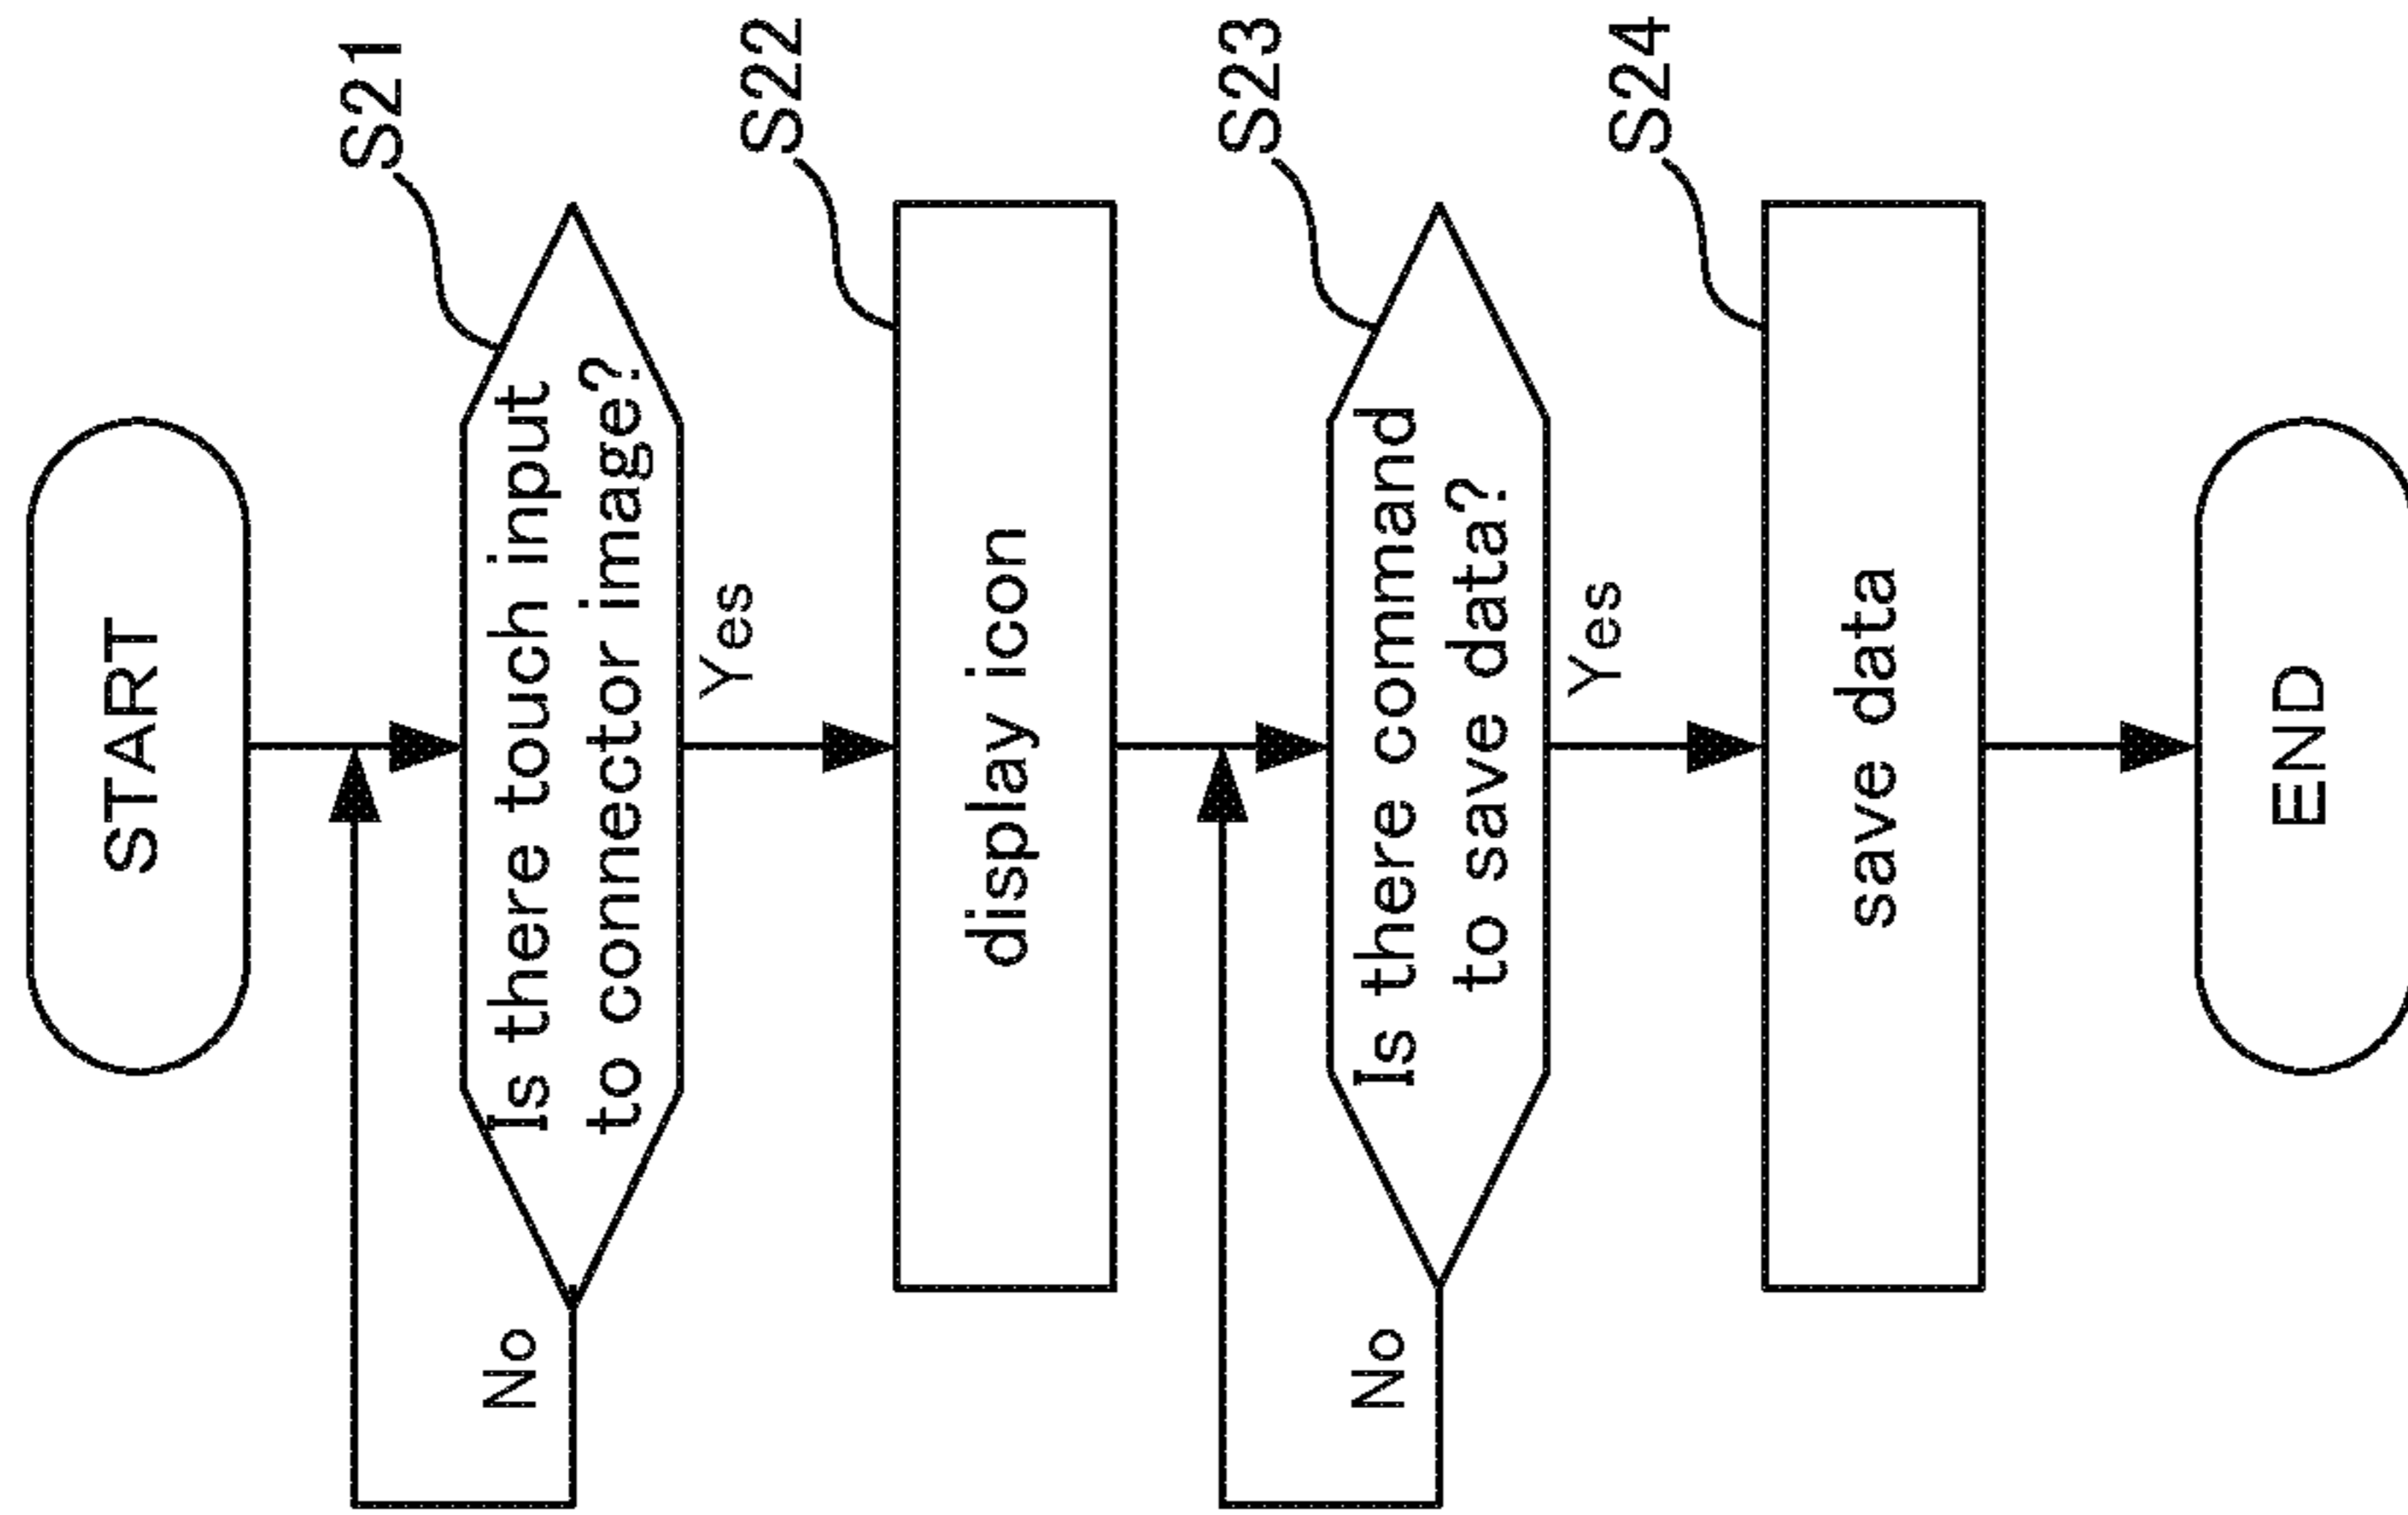 START
S21
Is there touch input
to connector image?
No
Yes
S22
display icon
S23
Is there command
to save data?
No
Yes
S24
save data
END